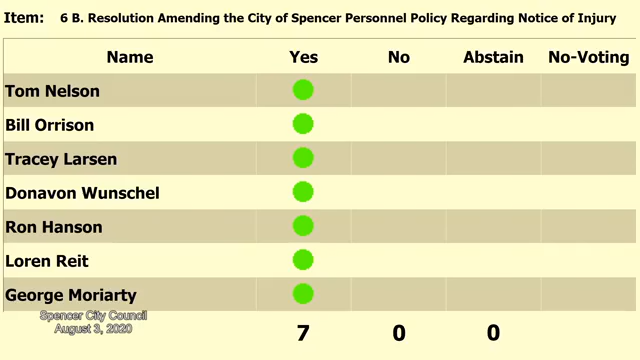 Item: 6 B. Resolution Amending the City of Spencer Personnel Policy Regarding Notice of Injury
Name Yes No Abstain No-Voting
Tom Nelson
Bill Orrison
Tracey Larsen
Donavon Wunschel
Ron Hanson
Loren Reit
George Moriarty
Spencer City Council
August 3, 2020
7 0 0